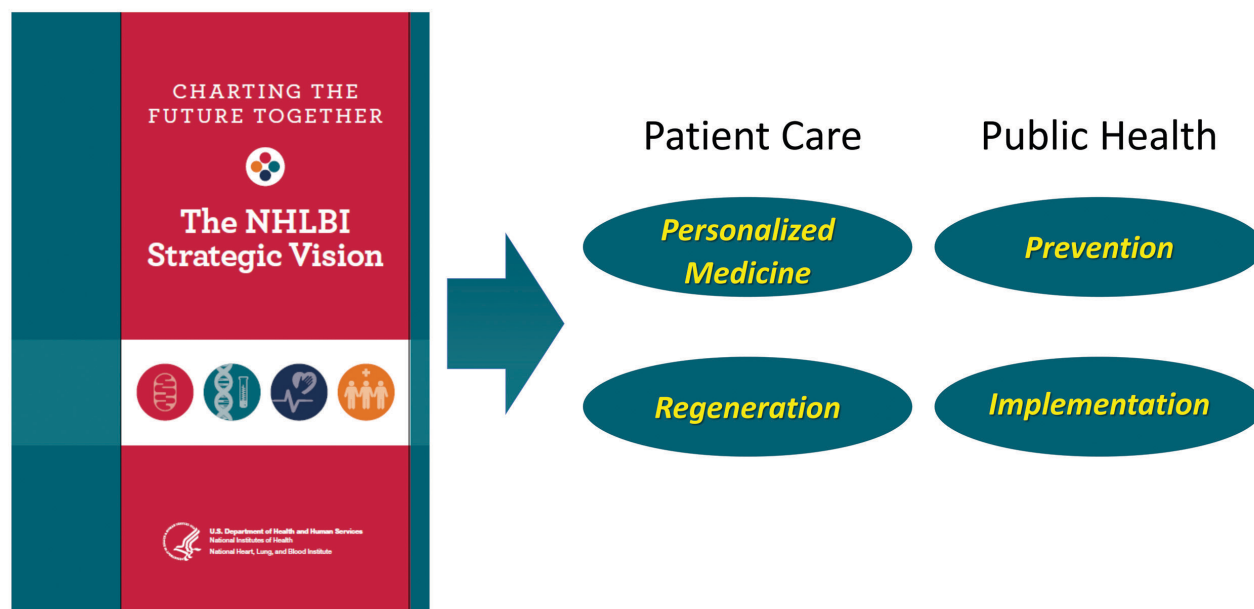 CHARTING THE
FUTURE TOGETHER
The NHLBI
Strategic Vision
U.S. Department of Health and Human Services
National Institutes of Health
National Heart, Lung, and Blood Institute
Patient Care
Public Health
Personalized
Medicine
Prevention
Regeneration
Implementation